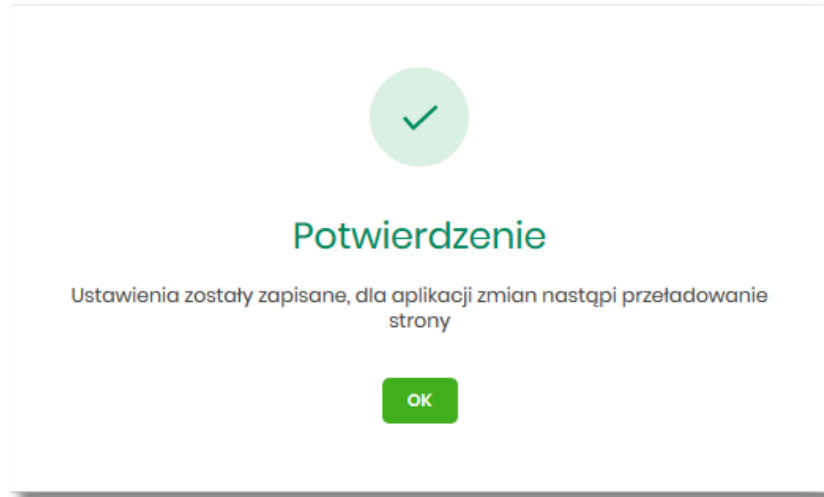 Potwierdzenie
Ustawienia zostały zapisane, dla aplikacji zmian nastąpi przeładowanie
strony
OK